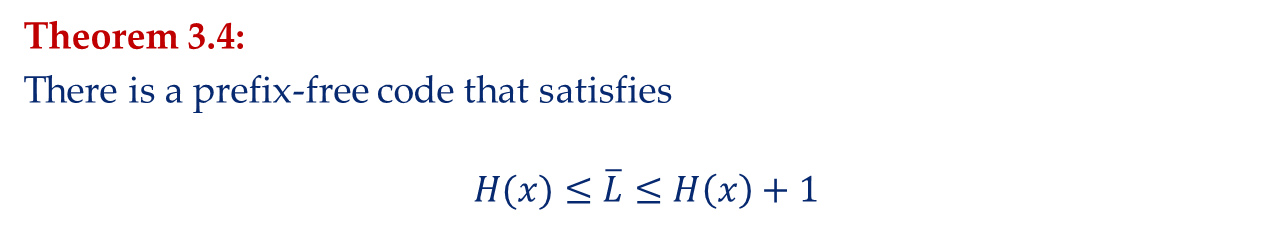 Theorem 3.4:
There is a prefix-free code that satisfies
H(x) ≤ L̄ ≤ H(x) + 1